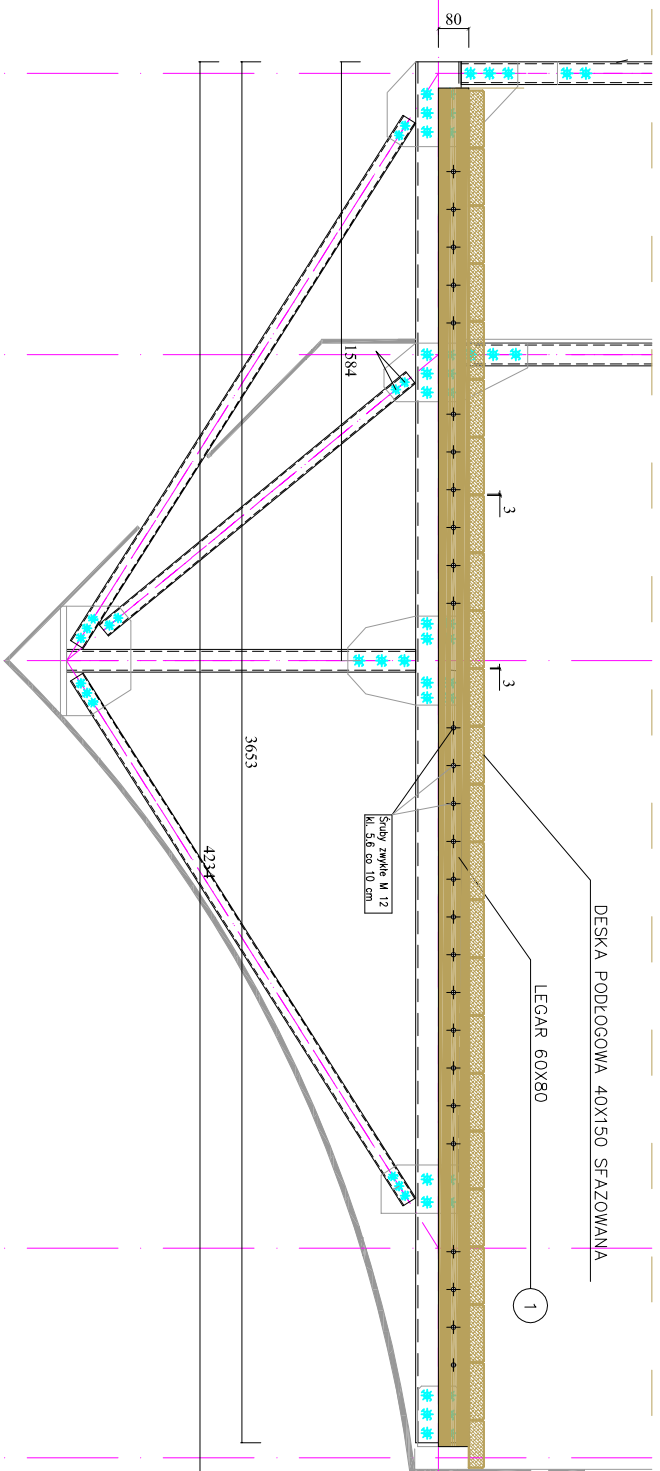 80
1584
3
3
3653
4234
Śruby zwykłe M 12
kl. 5.6 co 10 cm
DESKA PODŁOGOWA 40X150 SFAZOWANA
LEGAR 60X80
1